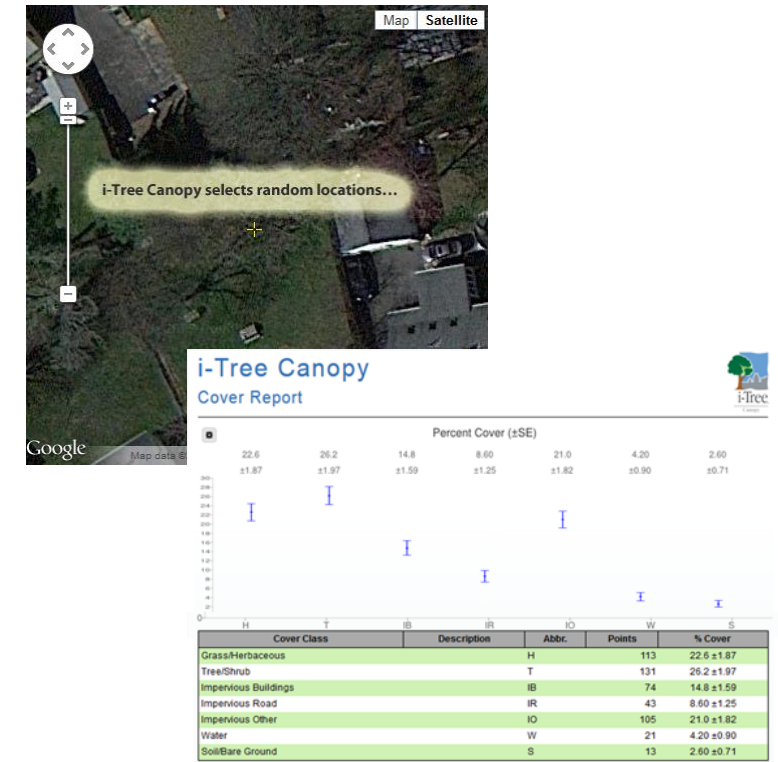 Map Satellite
i-Tree Canopy selects random locations...
Google
Map data ©
i-Tree Canopy
Cover Report
i-Tree
Canopy
Percent Cover (±SE)
22.6 26.2 14.8 8.60 21.0 4.20 2.60
±1.87 ±1.97 ±1.59 ±1.25 ±1.82 ±0.90 ±0.71
30
28
26
24
22
20
18
16
14
12
10
8
6
4
2
0
H T IB IR IO W S
Cover Class Description Abbr. Points % Cover
Grass/Herbaceous H 113 22.6 ±1.87
Tree/Shrub T 131 26.2 ±1.97
Impervious Buildings IB 74 14.8 ±1.59
Impervious Road IR 43 8.60 ±1.25
Impervious Other IO 105 21.0 ±1.82
Water W 21 4.20 ±0.90
Soil/Bare Ground S 13 2.60 ±0.71